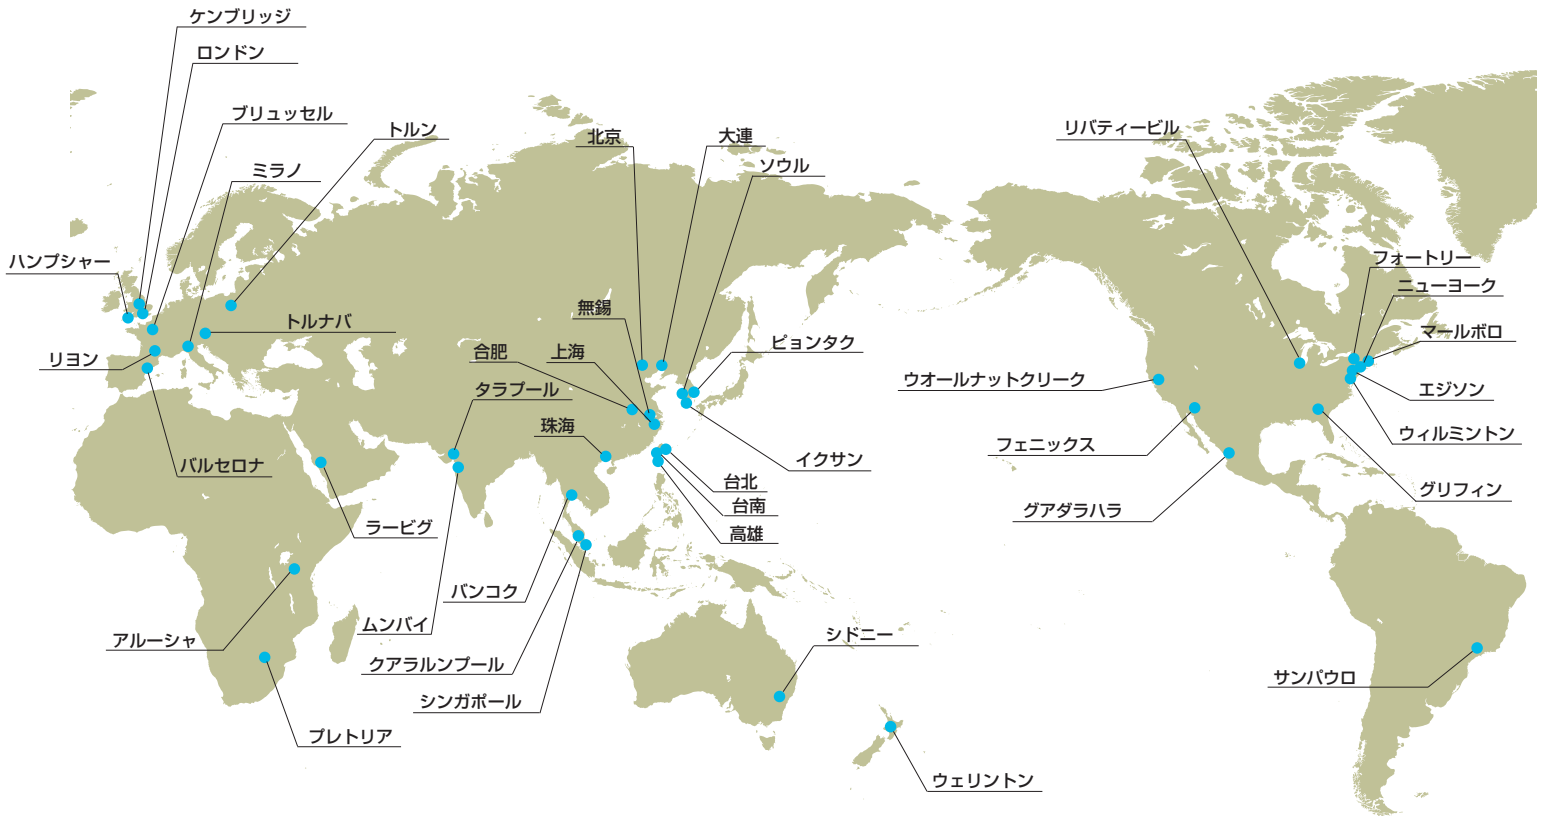 ケンブリッジ
ロンドン
ブリュッセル
トルン
ミラノ
ハンプシャー
トルナバ
リヨン
バルセロナ
ラービグ
アルーシャ
プレトリア
北京
大連
ソウル
無錫
合肥
上海
ピョンタク
タラプール
珠海
イクサン
台北
台南
高雄
バンコク
ムンバイ
クアラルンプール
シンガポール
シドニー
ウェリントン
リバティービル
フォートリー
ニューヨーク
マールボロ
ウオールナットクリーク
エジソン
フェニックス
ウィルミントン
グアダラハラ
グリフィン
サンパウロ